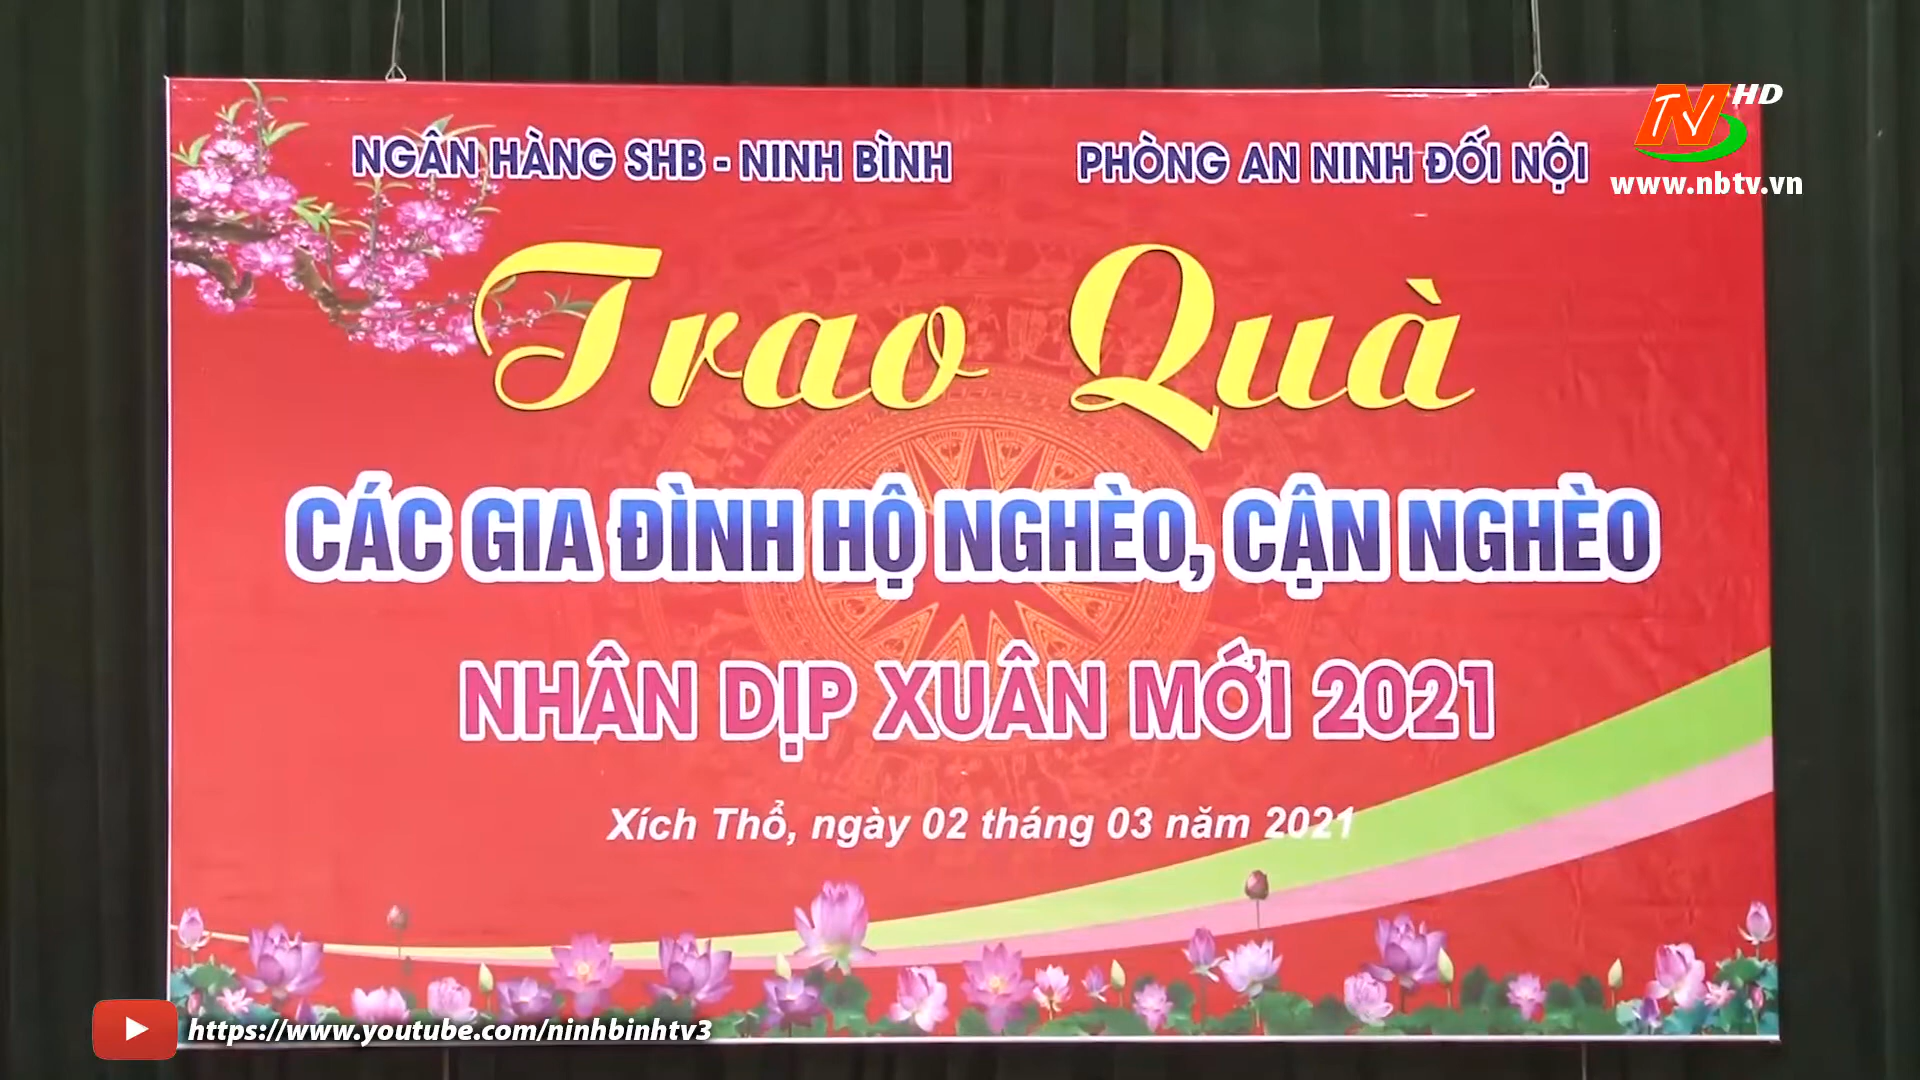 NGÂN HÀNG SHB - NINH BÌNH
PHÒNG AN NINH ĐỐI NỘI
TV HD
www.nbtv.vn
Trao Quà
CÁC GIA ĐÌNH HỘ NGHÈO, CẬN NGHÈO
NHÂN DỊP XUÂN MỚI 2021
Xích Thổ, ngày 02 tháng 03 năm 2021
https://www.youtube.com/ninhbinhtv3